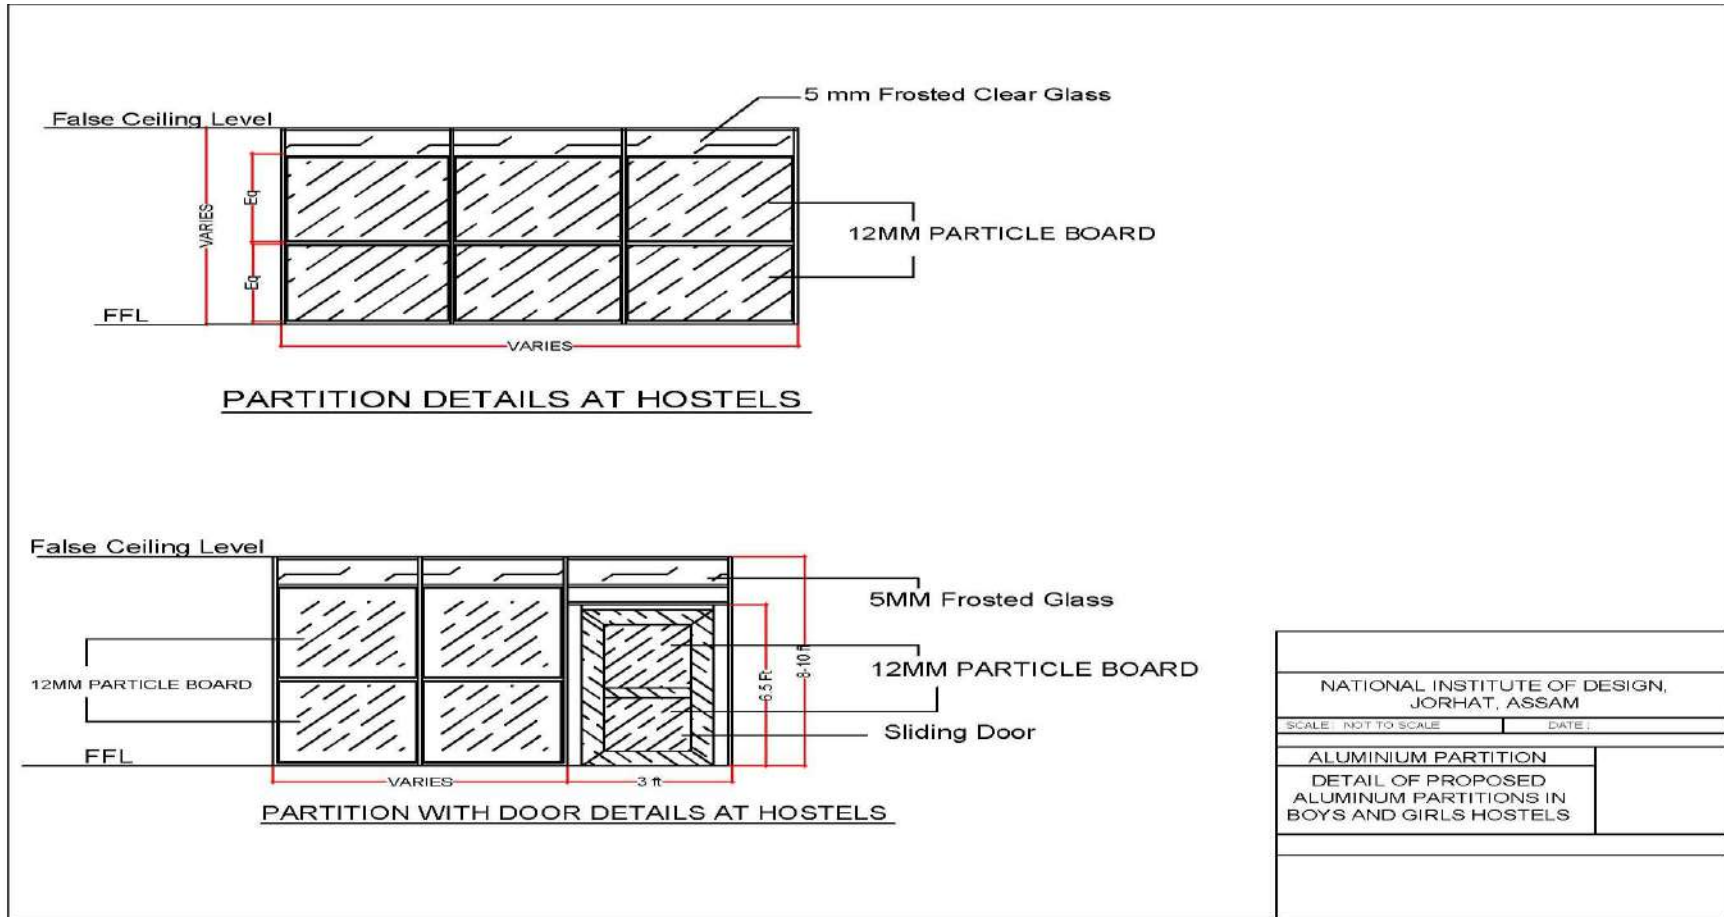 5 mm Frosted Clear Glass
False Ceiling Level
Eq
VARIES
12MM PARTICLE BOARD
Eq
FFL
VARIES
PARTITION DETAILS AT HOSTELS
False Ceiling Level
5MM Frosted Glass
12MM PARTICLE BOARD
12MM PARTICLE BOARD
6.5 Ft
8-10 ft
Sliding Door
FFL
VARIES
3 ft
PARTITION WITH DOOR DETAILS AT HOSTELS
NATIONAL INSTITUTE OF DESIGN,
JORHAT, ASSAM
SCALE: NOT TO SCALE
DATE:
ALUMINIUM PARTITION
DETAIL OF PROPOSED
ALUMINUM PARTITIONS IN
BOYS AND GIRLS HOSTELS